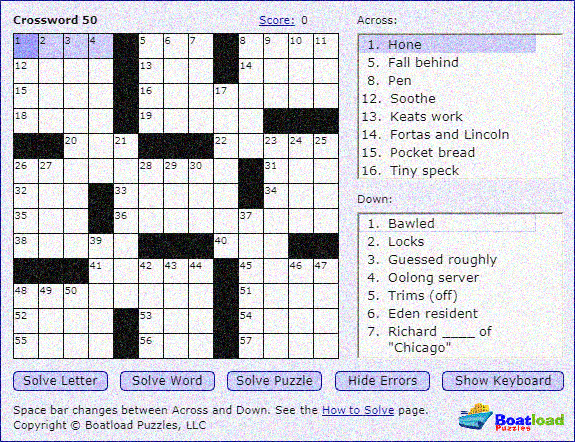 Crossword 50
Score: 0
1 2 3 4 5 6 7 8 9 10 11
12 13 14
15 16 17
18 19
20 21 22 23 24 25
26 27 28 29 30 31
32 33 34
35 36 37
38 39 40
41 42 43 44 45 46 47
48 49 50 51
52 53 54
55 56 57
Across:
1. Hone
5. Fall behind
8. Pen
12. Soothe
13. Keats work
14. Fortas and Lincoln
15. Pocket bread
16. Tiny speck
Down:
1. Bawled
2. Locks
3. Guessed roughly
4. Oolong server
5. Trims (off)
6. Eden resident
7. Richard ____ of
"Chicago"
Solve Letter Solve Word Solve Puzzle Hide Errors Show Keyboard
Space bar changes between Across and Down. See the How to Solve page.
Copyright © Boatload Puzzles, LLC
Boatload
Puzzles